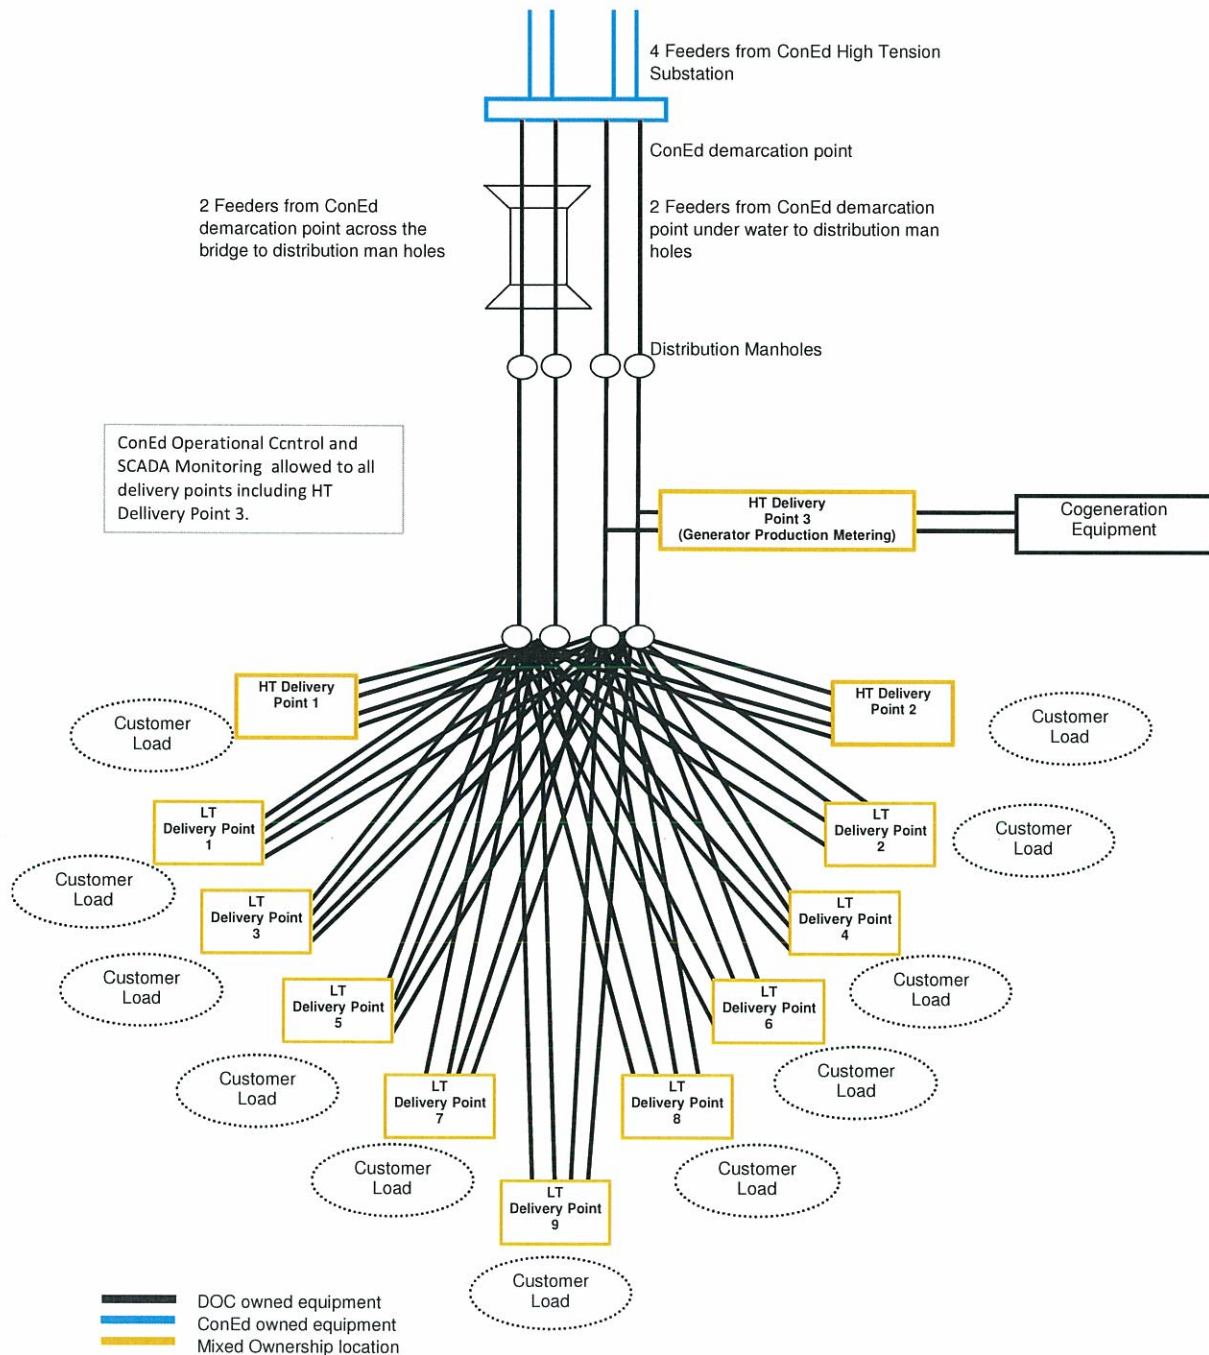 4 Feeders from ConEd High Tension
Substation
ConEd demarcation point
2 Feeders from ConEd
demarcation point across the
bridge to distribution man holes
2 Feeders from ConEd demarcation
point under water to distribution man
holes
Distribution Manholes
ConEd Operational Ccntrol and
SCADA Monitoring allowed to all
delivery points including HT
Dellivery Point 3.
HT Delivery
Point 3
(Generator Production Metering)
Cogeneration
Equipment
HT Delivery
Point 1
Customer
Load
HT Delivery
Point 2
Customer
Load
LT
Delivery Point
1
Customer
Load
LT
Delivery Point
2
Customer
Load
LT
Delivery Point
3
Customer
Load
LT
Delivery Point
4
Customer
Load
LT
Delivery Point
5
Customer
Load
LT
Delivery Point
6
Customer
Load
LT
Delivery Point
7
Customer
Load
LT
Delivery Point
8
Customer
Load
LT
Delivery Point
9
Customer
Load
DOC owned equipment
ConEd owned equipment
Mixed Ownership location